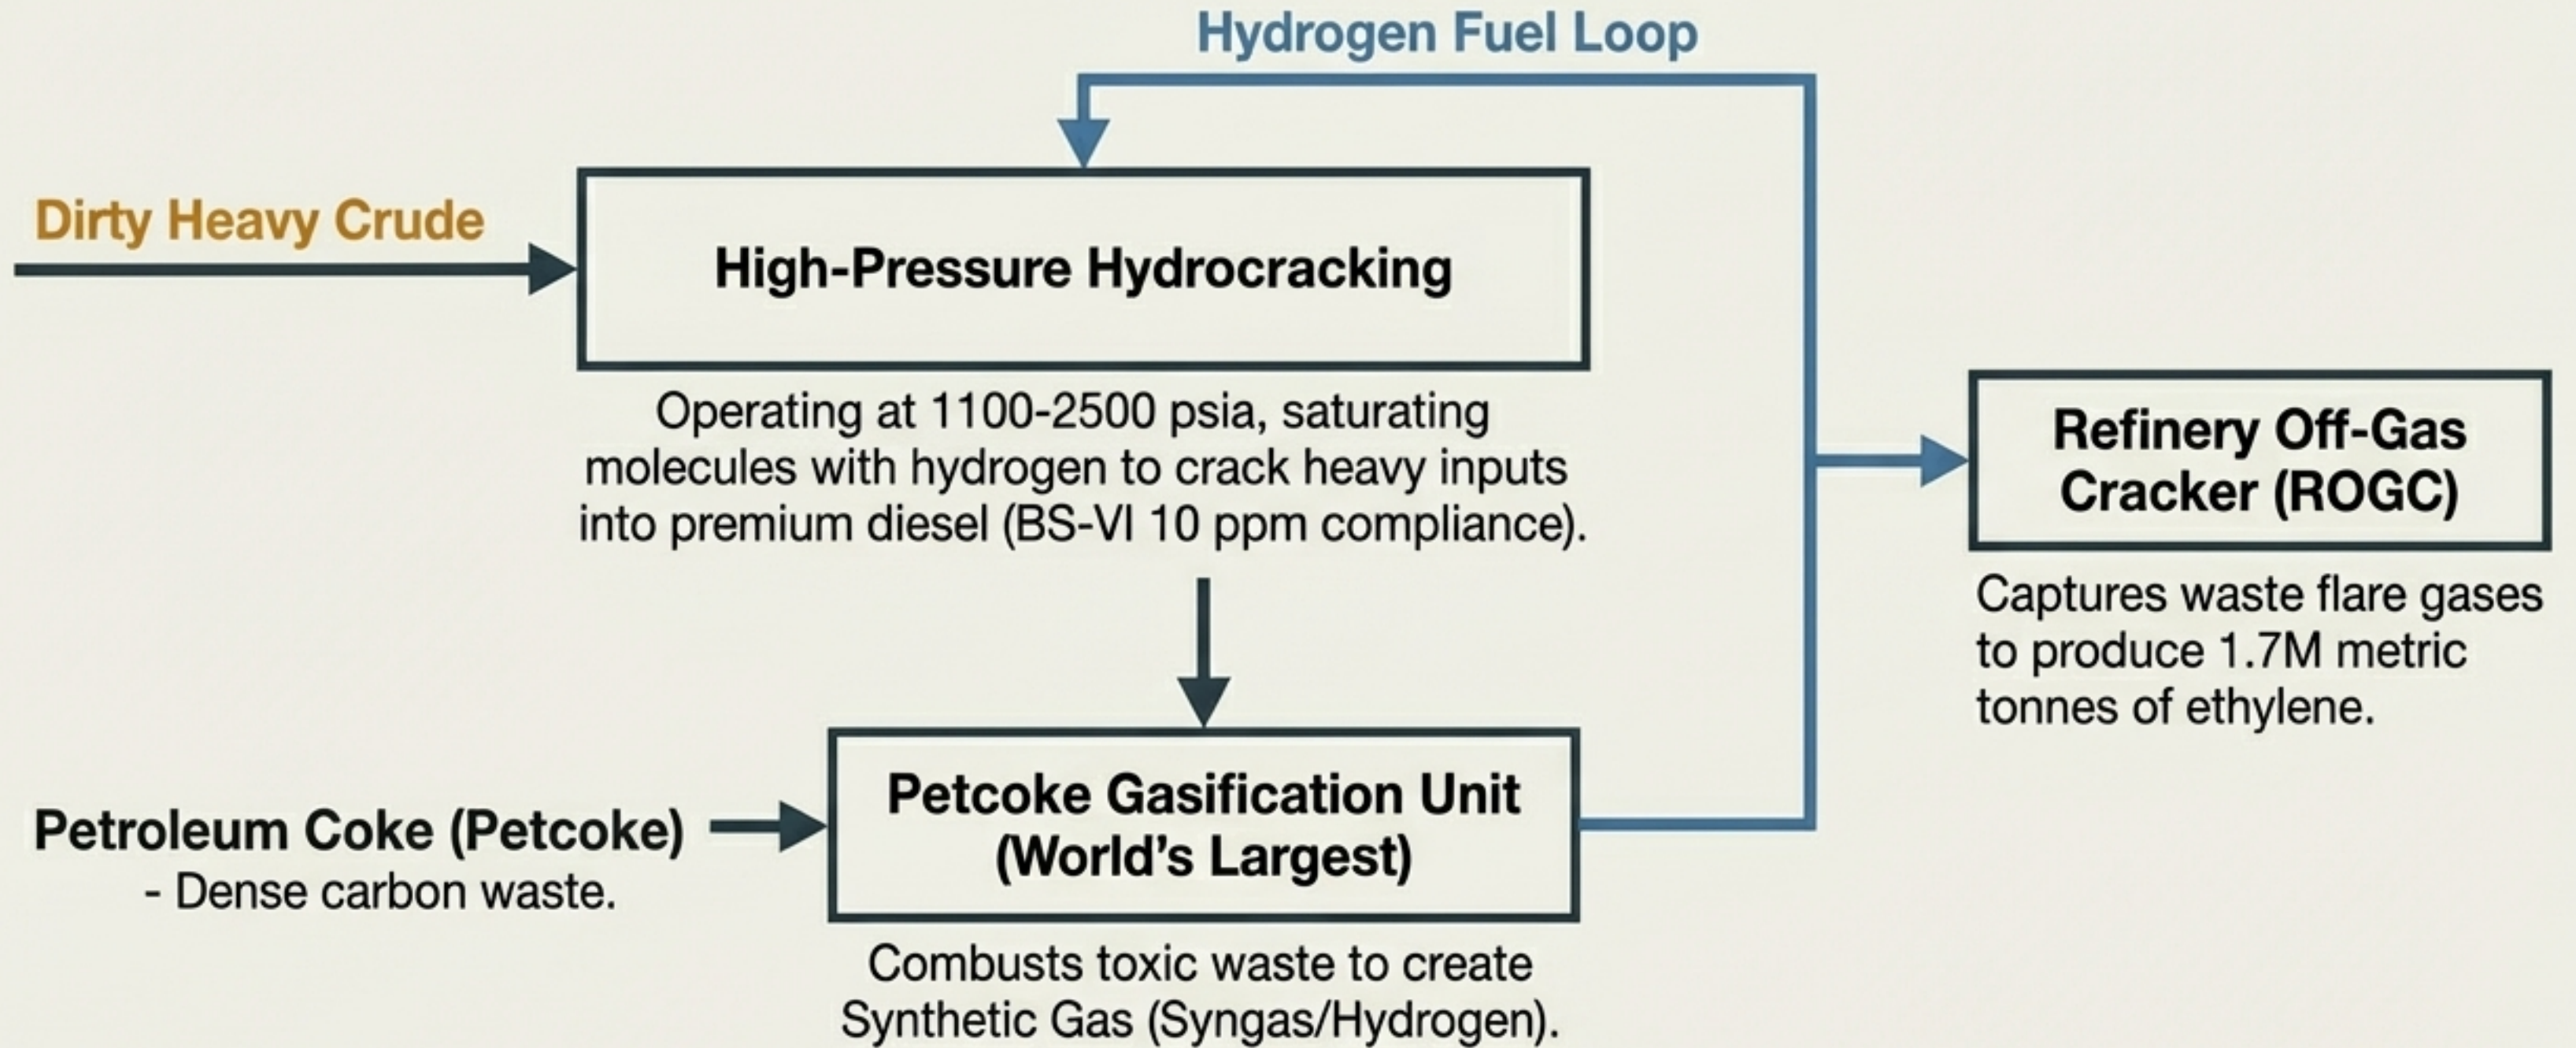 Hydrogen Fuel Loop
Dirty Heavy Crude
High-Pressure Hydrocracking
Operating at 1100-2500 psia, saturating
molecules with hydrogen to crack heavy inputs
into premium diesel (BS-VI 10 ppm compliance).
Refinery Off-Gas
Cracker (ROGC)
Captures waste flare gases
to produce 1.7M metric
tonnes of ethylene.
Petroleum Coke (Petcoke)
- Dense carbon waste.
Petcoke Gasification Unit
(World's Largest)
Combusts toxic waste to create
Synthetic Gas (Syngas/Hydrogen).